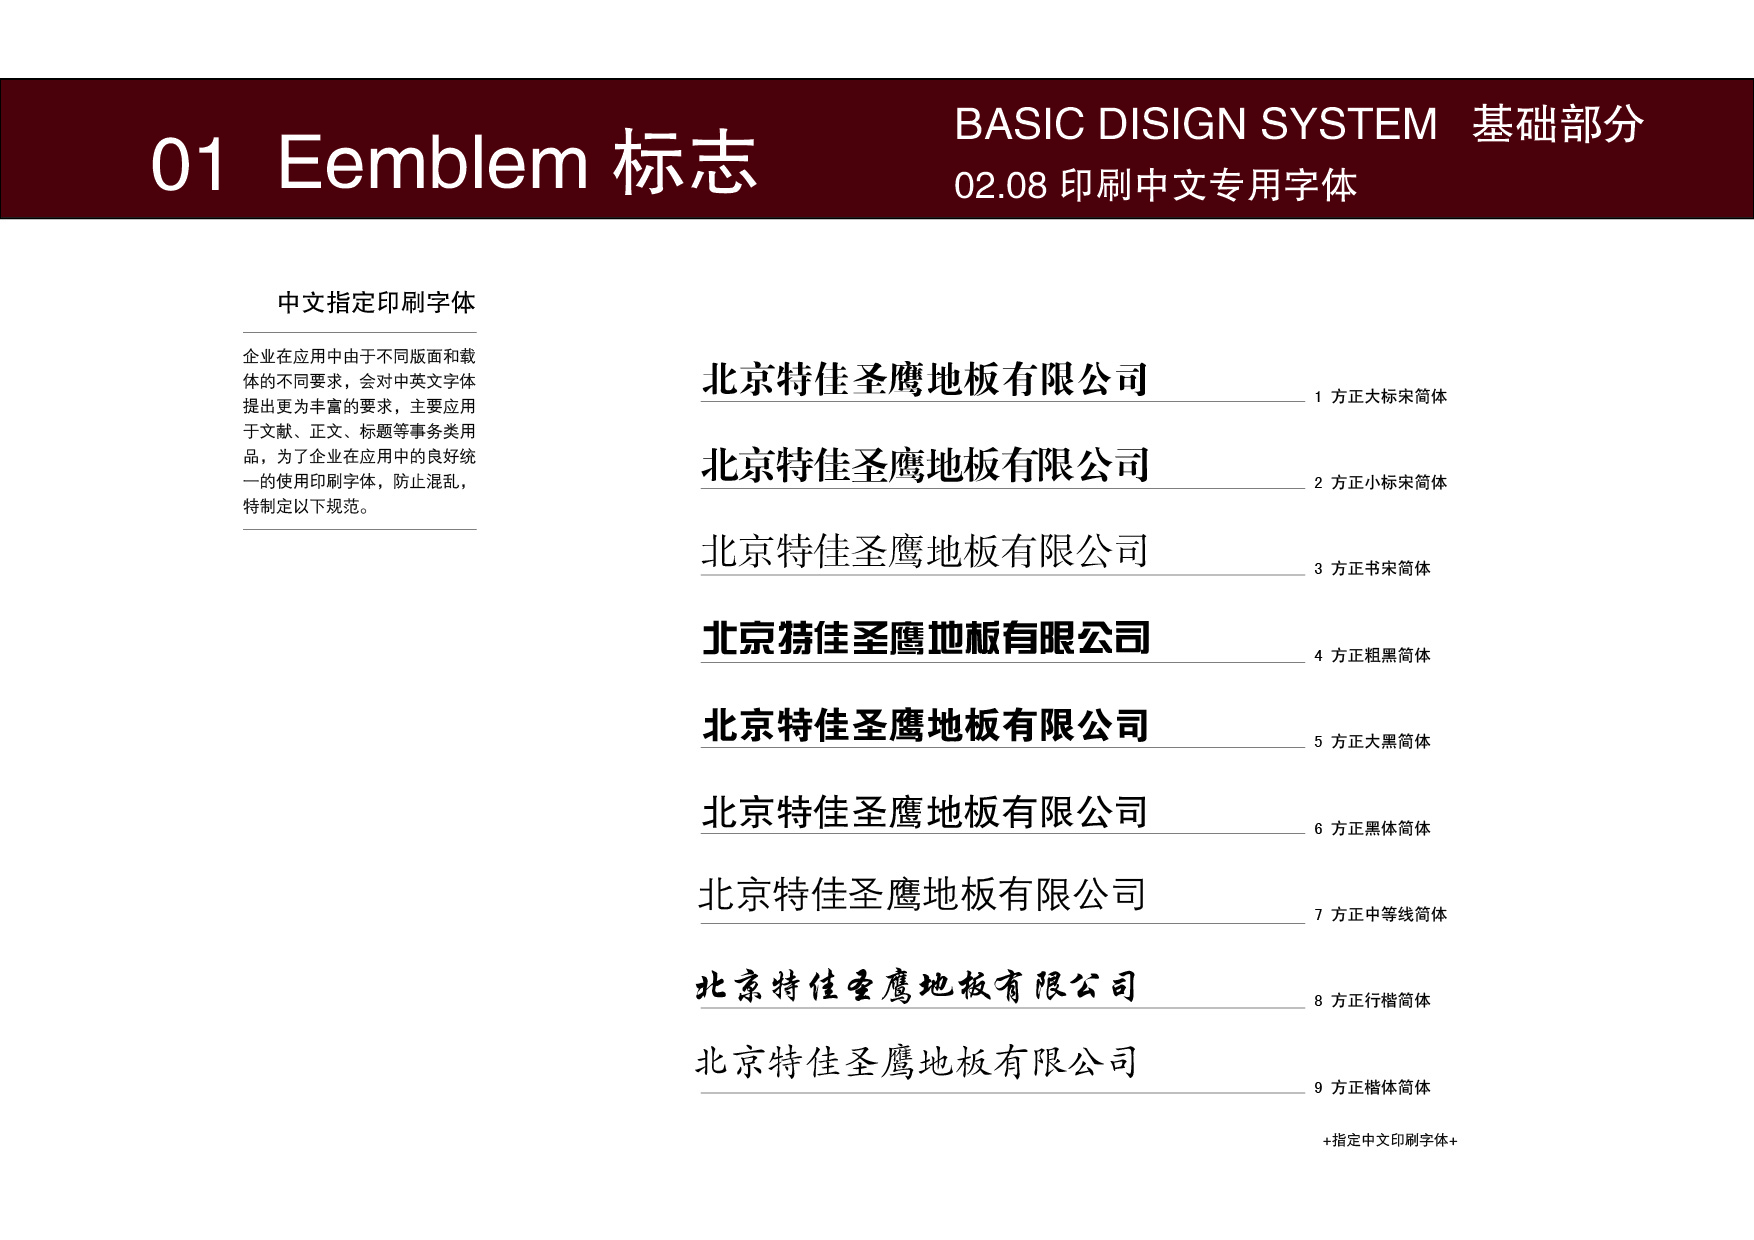 01 Eemblem 标志
BASIC DISIGN SYSTEM 基础部分
02.08 印刷中文专用字体
中文指定印刷字体
企业在应用中由于不同版面和载
体的不同要求，会对中英文字体
提出更为丰富的要求，主要应用
于文献、正文、标题等事务类用
品，为了企业在应用中的良好统
一的使用印刷字体，防止混乱，
特制定以下规范。
北京特佳圣鹰地板有限公司 1 方正大标宋简体
北京特佳圣鹰地板有限公司 2 方正小标宋简体
北京特佳圣鹰地板有限公司 3 方正书宋简体
北京特佳圣鹰地板有限公司 4 方正粗黑简体
北京特佳圣鹰地板有限公司 5 方正大黑简体
北京特佳圣鹰地板有限公司 6 方正黑体简体
北京特佳圣鹰地板有限公司 7 方正中等线简体
北京特佳圣鹰地板有限公司 8 方正行楷简体
北京特佳圣鹰地板有限公司 9 方正楷体简体
+指定中文印刷字体+